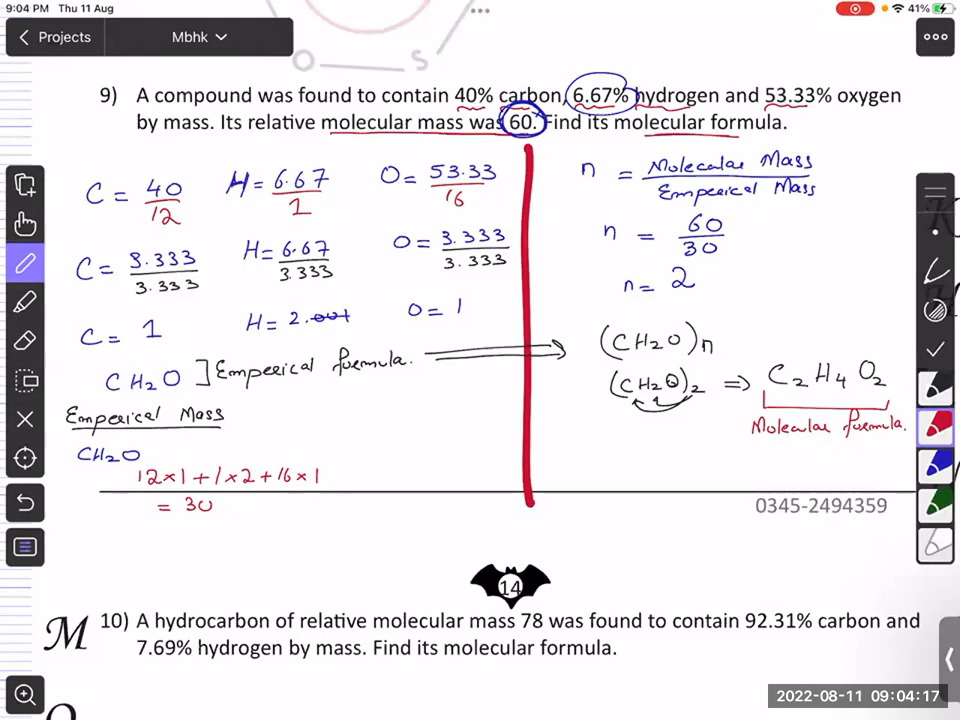 9:04 PM Thu 11 Aug
41%
Projects
Mbhk
S
9) A compound was found to contain 40% carbon, 6.67% hydrogen and 53.33% oxygen
by mass. Its relative molecular mass was 60. Find its molecular formula.
C = 40/12 H = 6.67/1 O = 53.33/16
C = 3.333/3.333 H = 6.67/3.333 O = 3.333/3.333
C = 1 H = 2.001 O = 1
CH2O ] Emperical formula.
Emperical Mass
CH2O
12×1 + 1×2 + 16×1
= 30
n = Molecular Mass/Emperical Mass
n = 60/30
n = 2
(CH2O)n
(CH2O)2 ⇒ C2H4O2
Molecular formula.
0345-2494359
14
M
10) A hydrocarbon of relative molecular mass 78 was found to contain 92.31% carbon and
7.69% hydrogen by mass. Find its molecular formula.
2022-08-11 09:04:17